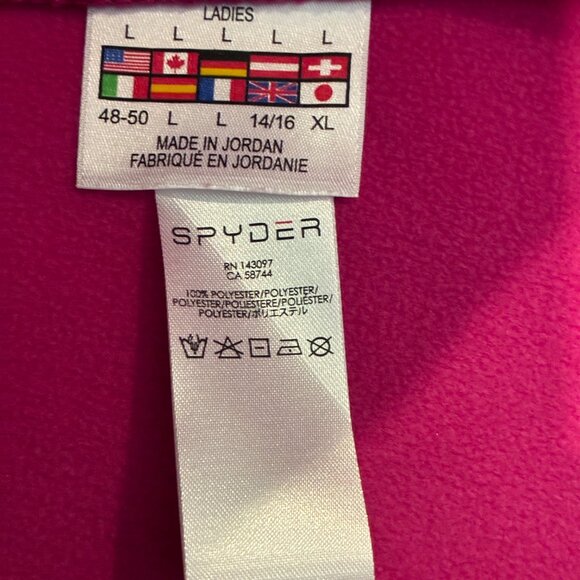 LADIES
L L L L L
48-50 L L 14/16 XL
MADE IN JORDAN
FABRIQUÉ EN JORDANIE
SPYDER
RN 143097
CA 58744
100% POLYESTER/POLYESTER/
POLYESTER/POLIESTERE/POLIÉSTER/
POLYESTER/ポリエステル